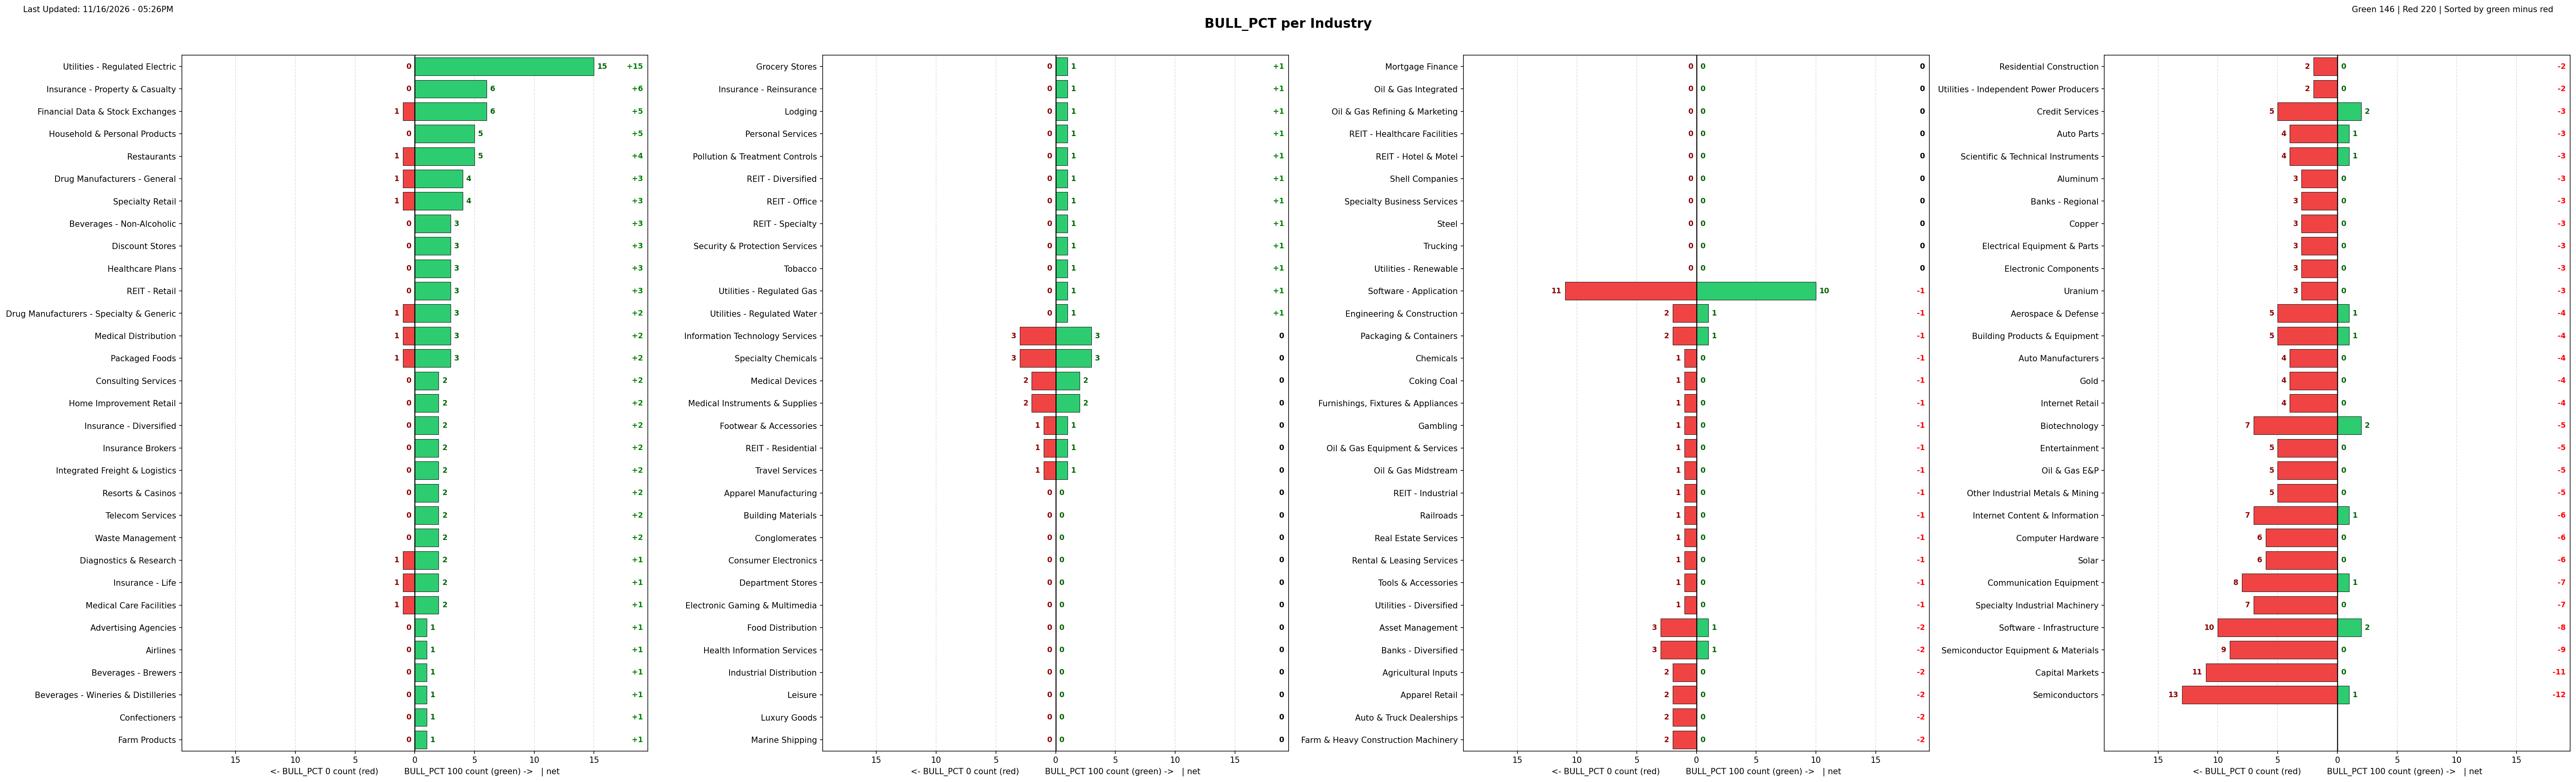 Last Updated: 11/16/2026 - 05:26PM
Green 146 | Red 220 | Sorted by green minus red
BULL_PCT per Industry
Utilities - Regulated Electric 0 15 +15
Insurance - Property & Casualty 0 6 +6
Financial Data & Stock Exchanges 1 6 +5
Household & Personal Products 0 5 +5
Restaurants 1 5 +4
Drug Manufacturers - General 1 4 +3
Specialty Retail 1 4 +3
Beverages - Non-Alcoholic 0 3 +3
Discount Stores 0 3 +3
Healthcare Plans 0 3 +3
REIT - Retail 0 3 +3
Drug Manufacturers - Specialty & Generic 1 3 +2
Medical Distribution 1 3 +2
Packaged Foods 1 3 +2
Consulting Services 0 2 +2
Home Improvement Retail 0 2 +2
Insurance - Diversified 0 2 +2
Insurance Brokers 0 2 +2
Integrated Freight & Logistics 0 2 +2
Resorts & Casinos 0 2 +2
Telecom Services 0 2 +2
Waste Management 0 2 +2
Diagnostics & Research 1 2 +1
Insurance - Life 1 2 +1
Medical Care Facilities 1 2 +1
Advertising Agencies 0 1 +1
Airlines 0 1 +1
Beverages - Brewers 0 1 +1
Beverages - Wineries & Distilleries 0 1 +1
Confectioners 0 1 +1
Farm Products 0 1 +1
15 10 5 0 5 10 15
<- BULL_PCT 0 count (red) BULL_PCT 100 count (green) -> | net
Grocery Stores 0 1 +1
Insurance - Reinsurance 0 1 +1
Lodging 0 1 +1
Personal Services 0 1 +1
Pollution & Treatment Controls 0 1 +1
REIT - Diversified 0 1 +1
REIT - Office 0 1 +1
REIT - Specialty 0 1 +1
Security & Protection Services 0 1 +1
Tobacco 0 1 +1
Utilities - Regulated Gas 0 1 +1
Utilities - Regulated Water 0 1 +1
Information Technology Services 3 3 0
Specialty Chemicals 3 3 0
Medical Devices 2 2 0
Medical Instruments & Supplies 2 2 0
Footwear & Accessories 1 1 0
REIT - Residential 1 1 0
Travel Services 1 1 0
Apparel Manufacturing 0 0 0
Building Materials 0 0 0
Conglomerates 0 0 0
Consumer Electronics 0 0 0
Department Stores 0 0 0
Electronic Gaming & Multimedia 0 0 0
Food Distribution 0 0 0
Health Information Services 0 0 0
Industrial Distribution 0 0 0
Leisure 0 0 0
Luxury Goods 0 0 0
Marine Shipping 0 0 0
15 10 5 0 5 10 15
<- BULL_PCT 0 count (red) BULL_PCT 100 count (green) -> | net
Mortgage Finance 0 0 0
Oil & Gas Integrated 0 0 0
Oil & Gas Refining & Marketing 0 0 0
REIT - Healthcare Facilities 0 0 0
REIT - Hotel & Motel 0 0 0
Shell Companies 0 0 0
Specialty Business Services 0 0 0
Steel 0 0 0
Trucking 0 0 0
Utilities - Renewable 0 0 0
Software - Application 11 10 -1
Engineering & Construction 2 1 -1
Packaging & Containers 2 1 -1
Chemicals 1 0 -1
Coking Coal 1 0 -1
Furnishings, Fixtures & Appliances 1 0 -1
Gambling 1 0 -1
Oil & Gas Equipment & Services 1 0 -1
Oil & Gas Midstream 1 0 -1
REIT - Industrial 1 0 -1
Railroads 1 0 -1
Real Estate Services 1 0 -1
Rental & Leasing Services 1 0 -1
Tools & Accessories 1 0 -1
Utilities - Diversified 1 0 -1
Asset Management 3 1 -2
Banks - Diversified 3 1 -2
Agricultural Inputs 2 0 -2
Apparel Retail 2 0 -2
Auto & Truck Dealerships 2 0 -2
Farm & Heavy Construction Machinery 2 0 -2
15 10 5 0 5 10 15
<- BULL_PCT 0 count (red) BULL_PCT 100 count (green) -> | net
Residential Construction 2 0 -2
Utilities - Independent Power Producers 2 0 -2
Credit Services 5 2 -3
Auto Parts 4 1 -3
Scientific & Technical Instruments 4 1 -3
Aluminum 3 0 -3
Banks - Regional 3 0 -3
Copper 3 0 -3
Electrical Equipment & Parts 3 0 -3
Electronic Components 3 0 -3
Uranium 3 0 -3
Aerospace & Defense 5 1 -4
Building Products & Equipment 5 1 -4
Auto Manufacturers 4 0 -4
Gold 4 0 -4
Internet Retail 4 0 -4
Biotechnology 7 2 -5
Entertainment 5 0 -5
Oil & Gas E&P 5 0 -5
Other Industrial Metals & Mining 5 0 -5
Internet Content & Information 7 1 -6
Computer Hardware 6 0 -6
Solar 6 0 -6
Communication Equipment 8 1 -7
Specialty Industrial Machinery 7 0 -7
Software - Infrastructure 10 2 -8
Semiconductor Equipment & Materials 9 0 -9
Capital Markets 11 0 -11
Semiconductors 13 1 -12
15 10 5 0 5 10 15
<- BULL_PCT 0 count (red) BULL_PCT 100 count (green) -> | net